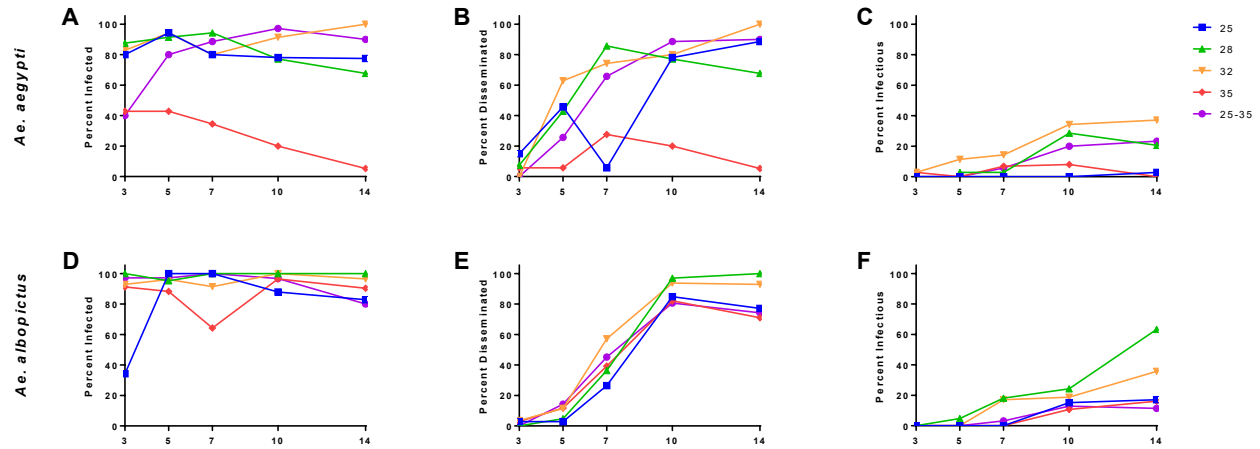 A
B
C
Ae. aegypti
Percent Infected
100
80
60
40
20
0
3 5 7 10 14
Percent Disseminated
100
80
60
40
20
0
3 5 7 10 14
Percent Infectious
100
80
60
40
20
0
3 5 7 10 14
25
28
32
35
25-35
D
E
F
Ae. albopictus
Percent Infected
100
80
60
40
20
0
3 5 7 10 14
Percent Disseminated
100
80
60
40
20
0
3 5 7 10 14
Percent Infectious
100
80
60
40
20
0
3 5 7 10 14